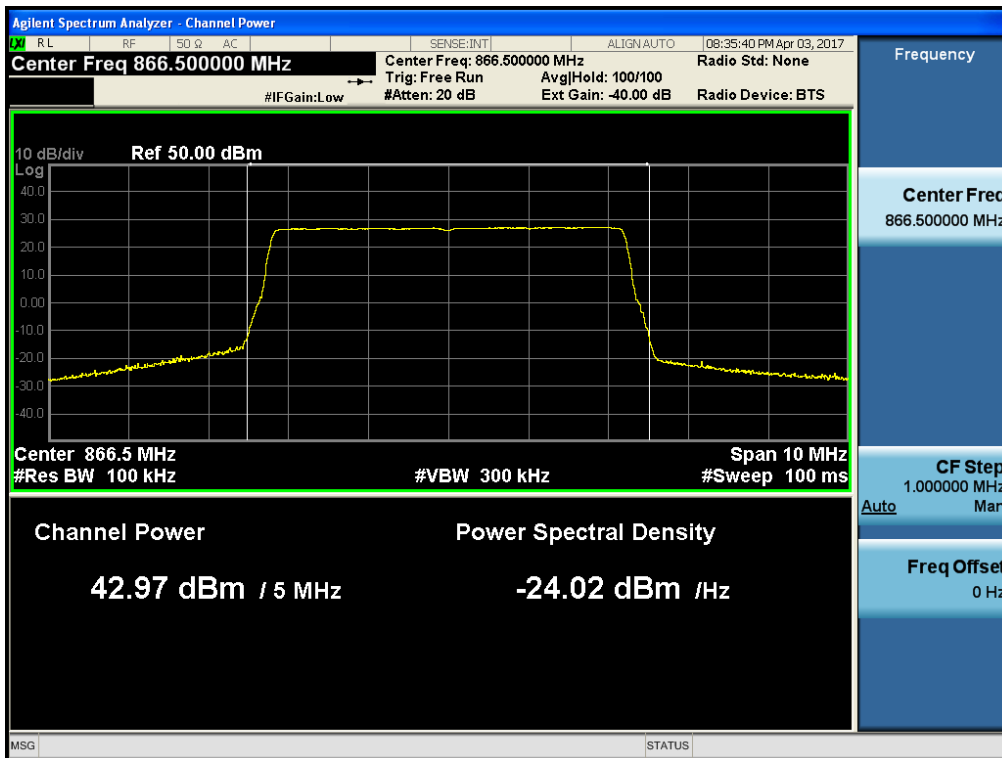 Agilent Spectrum Analyzer - Channel Power
LXI RL RF 50 Ω AC SENSE:INT ALIGN AUTO 08:35:40 PM Apr 03, 2017
Center Freq 866.500000 MHz
Center Freq: 866.500000 MHz Radio Std: None
Trig: Free Run Avg|Hold: 100/100
#IFGain:Low #Atten: 20 dB Ext Gain: -40.00 dB Radio Device: BTS
10 dB/div Ref 50.00 dBm
Log
40.0
30.0
20.0
10.0
0.00
-10.0
-20.0
-30.0
-40.0
Center 866.5 MHz Span 10 MHz
#Res BW 100 kHz #VBW 300 kHz #Sweep 100 ms
Channel Power Power Spectral Density
42.97 dBm / 5 MHz -24.02 dBm /Hz
MSG STATUS
Frequency
Center Freq
866.500000 MHz
CF Step
1.000000 MHz
Auto Man
Freq Offset
0 Hz